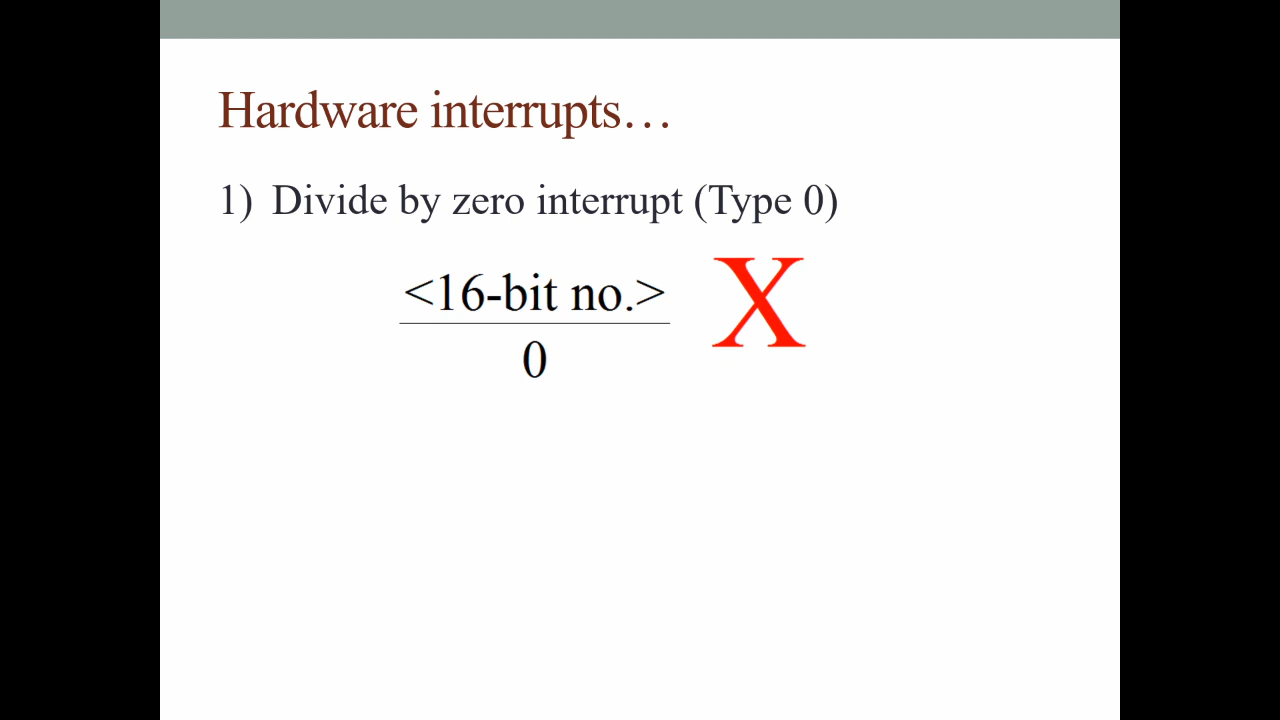 Hardware interrupts…
1) Divide by zero interrupt (Type 0)
<16-bit no.>
0
X